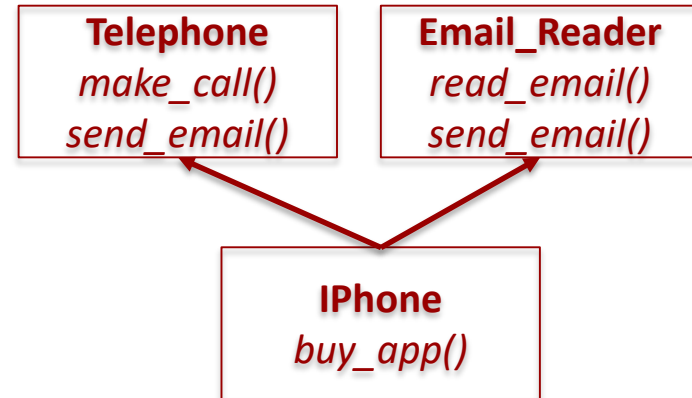 Telephone
make_call()
send_email()
Email_Reader
read_email()
send_email()
IPhone
buy_app()